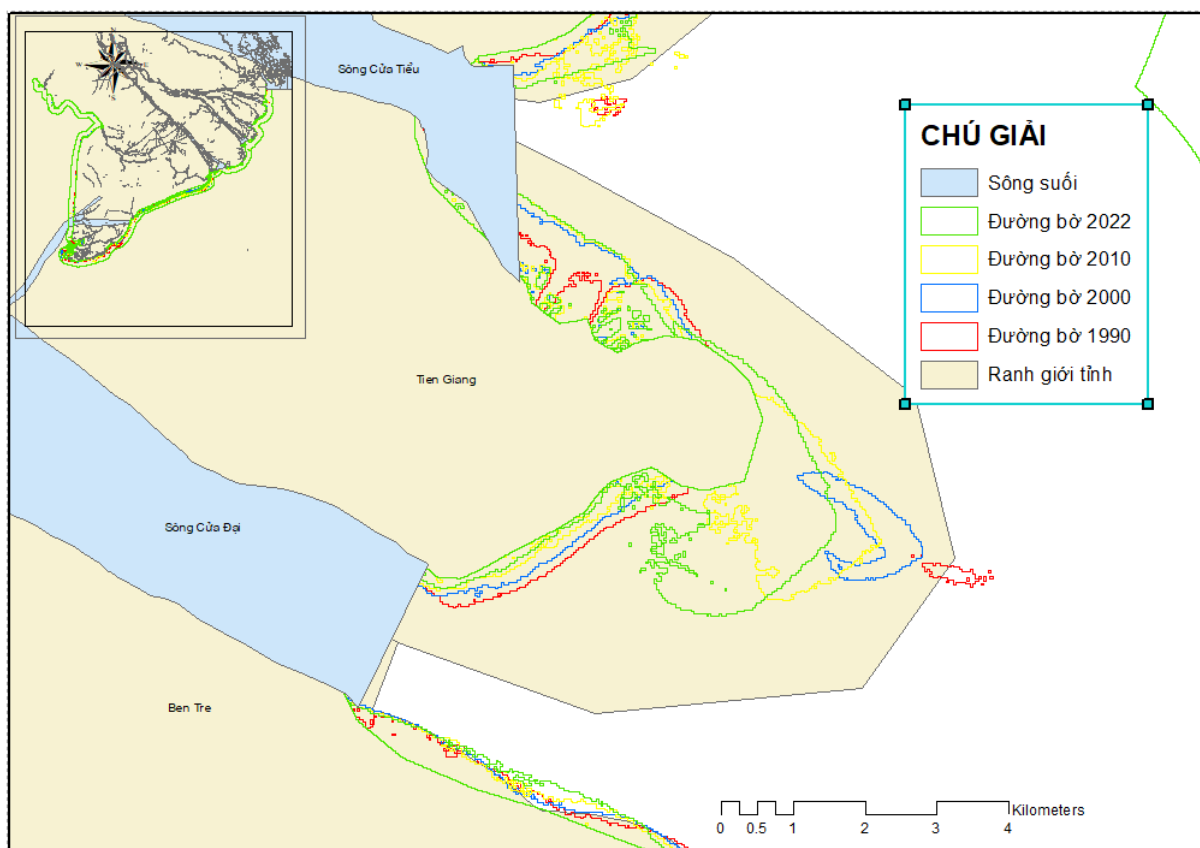 N
W
E
S
Sông Cửa Tiểu
CHÚ GIẢI
Sông suối
Đường bờ 2022
Đường bờ 2010
Đường bờ 2000
Đường bờ 1990
Ranh giới tỉnh
Tien Giang
Sông Cửa Đại
Ben Tre
Kilometers
0 0.5 1 2 3 4